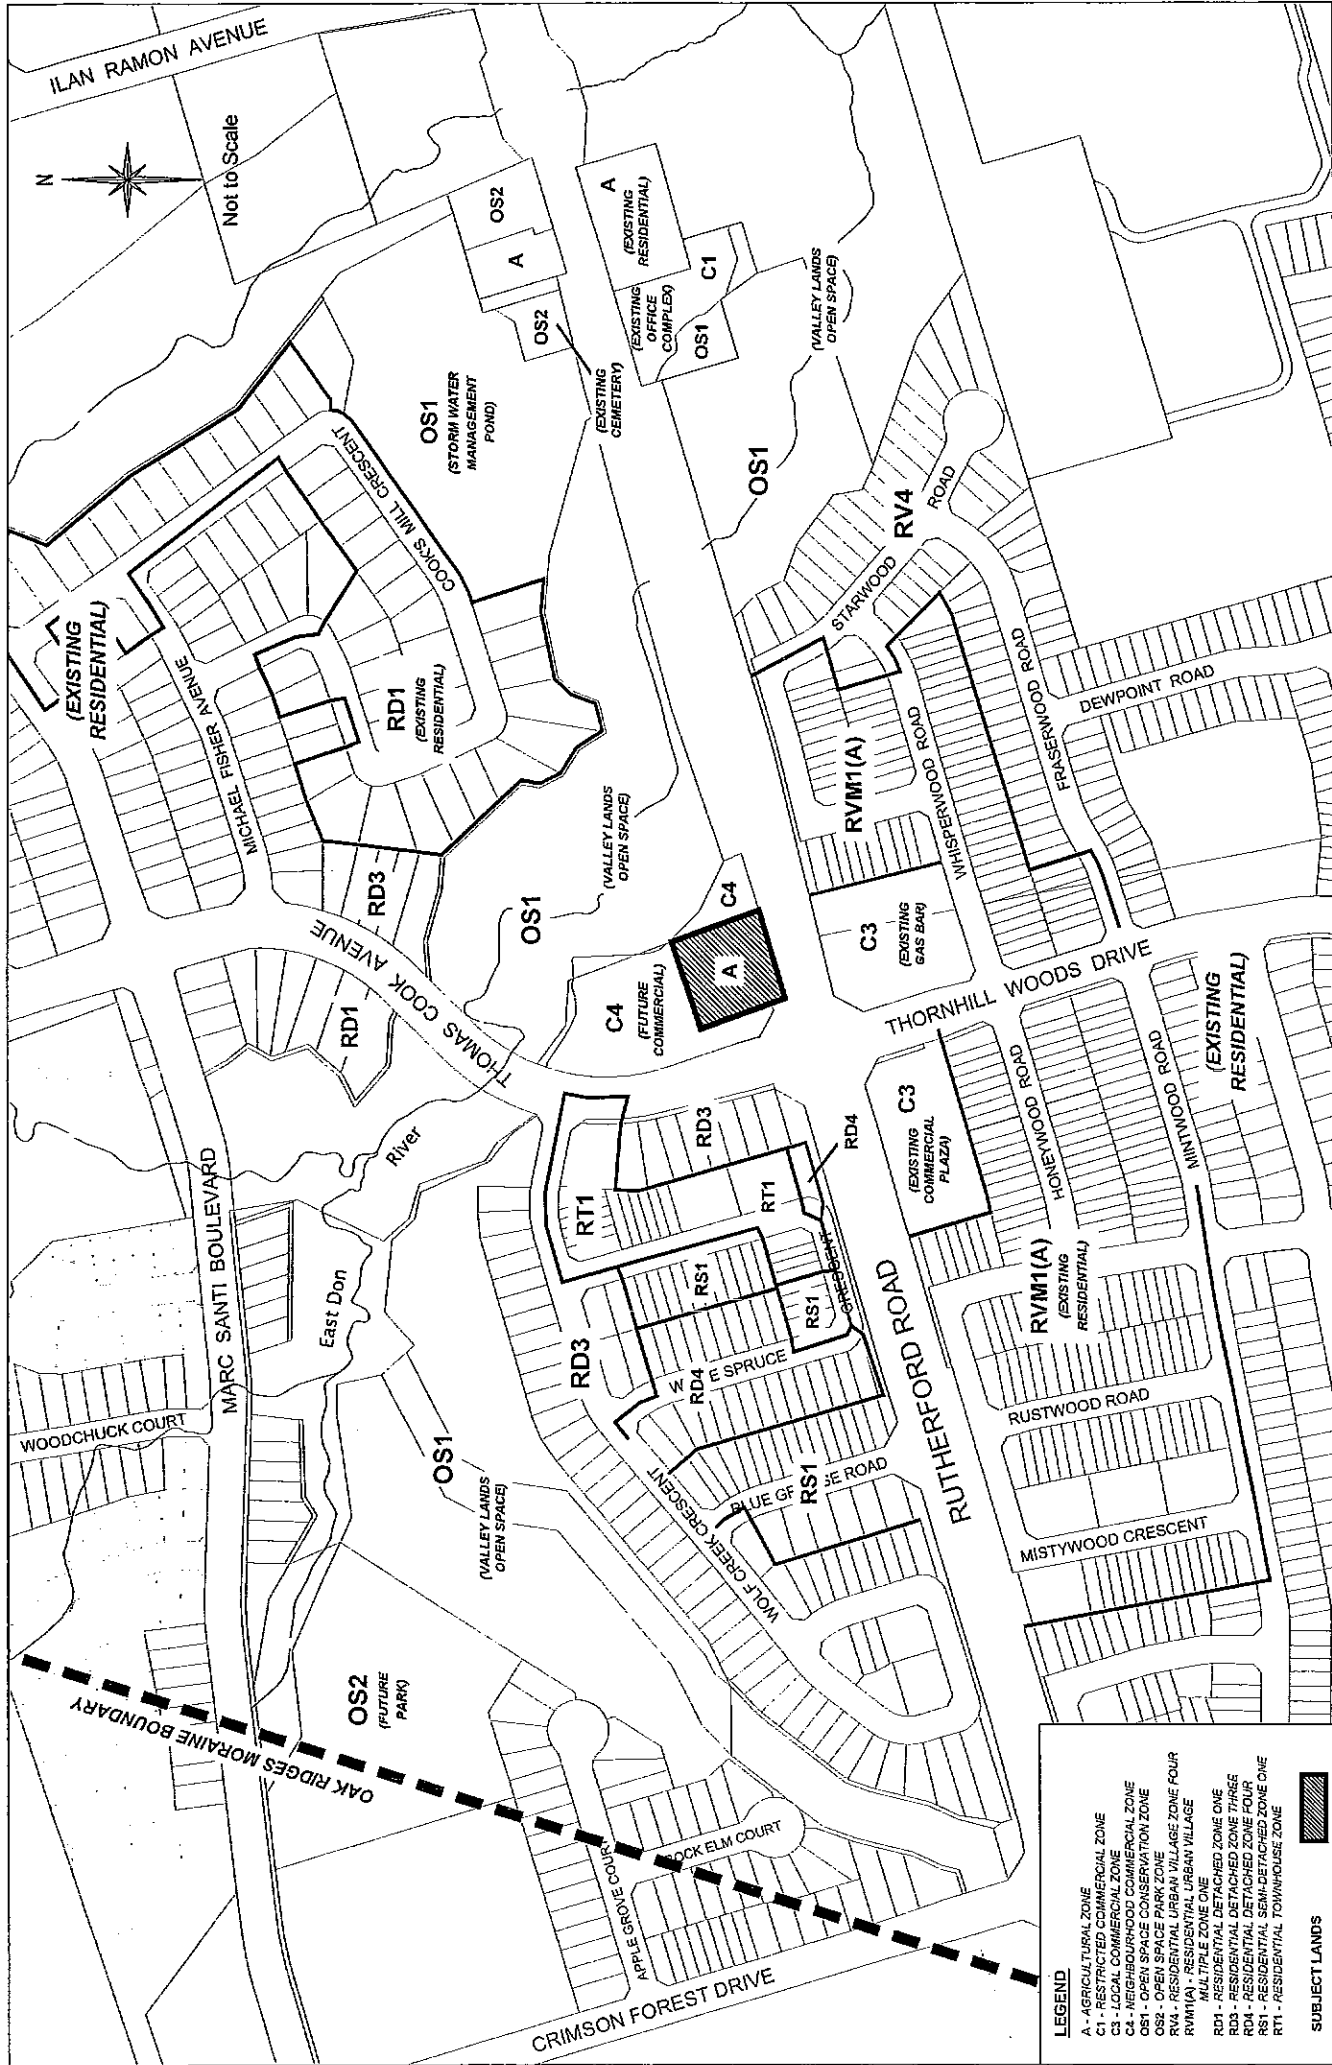 ILAN RAMON AVENUE
N
Not to Scale
OS2
A
OS2
(EXISTING
CEMETERY)
A
(EXISTING
RESIDENTIAL)
C1
(EXISTING
OFFICE
COMPLEX)
OS1
(VALLEY LANDS
OPEN SPACE)
OS1
OS1
(STORM WATER
MANAGEMENT
POND)
COOK'S MILL CRESCENT
(EXISTING
RESIDENTIAL)
MICHAEL FISHER AVENUE
RD1
(EXISTING
RESIDENTIAL)
RD3
RD1
THOMAS COOK AVENUE
OS1
(VALLEY LANDS
OPEN SPACE)
C4
A
C4
(FUTURE
COMMERCIAL)
RV4
STARWOOD
ROAD
RVM1(A)
WHISPERWOOD ROAD
FRASERWOOD ROAD
DEWPOINT ROAD
C3
(EXISTING
GAS BAR)
THORNHILL WOODS DRIVE
(EXISTING
RESIDENTIAL)
MINTWOOD ROAD
HONEYWOOD ROAD
C3
(EXISTING
COMMERCIAL
PLAZA)
RVM1(A)
(EXISTING
RESIDENTIAL)
RUSTWOOD ROAD
MISTYWOOD CRESCENT
RUTHERFORD ROAD
RD3
RD4
RT1
RT1
RS1
RS1
CRESCENT
RD3
RD4
E SPRUCE
RS1
BLUE GR SE ROAD
WOLF CREEK CRESCENT
MARC SANTI BOULEVARD
River
East Don
WOODCHUCK COURT
OS1
(VALLEY LANDS
OPEN SPACE)
OS2
(FUTURE
PARK)
OAK RIDGES MORAINE BOUNDARY
APPLE GROVE COURT
OCK ELM COURT
CRIMSON FOREST DRIVE
LEGEND
A - AGRICULTURAL ZONE
C1 - RESTRICTED COMMERCIAL ZONE
C3 - LOCAL COMMERCIAL ZONE
C4 - NEIGHBOURHOOD COMMERCIAL ZONE
OS1 - OPEN SPACE CONSERVATION ZONE
OS2 - OPEN SPACE PARK ZONE
RV4 - RESIDENTIAL URBAN VILLAGE ZONE FOUR
RVM1(A) - RESIDENTIAL URBAN VILLAGE
MULTIPLE ZONE ONE
RD1 - RESIDENTIAL DETACHED ZONE ONE
RD3 - RESIDENTIAL DETACHED ZONE THREE
RD4 - RESIDENTIAL DETACHED ZONE FOUR
RS1 - RESIDENTIAL SEMI-DETACHED ZONE ONE
RT1 - RESIDENTIAL TOWNHOUSE ZONE
SUBJECT LANDS